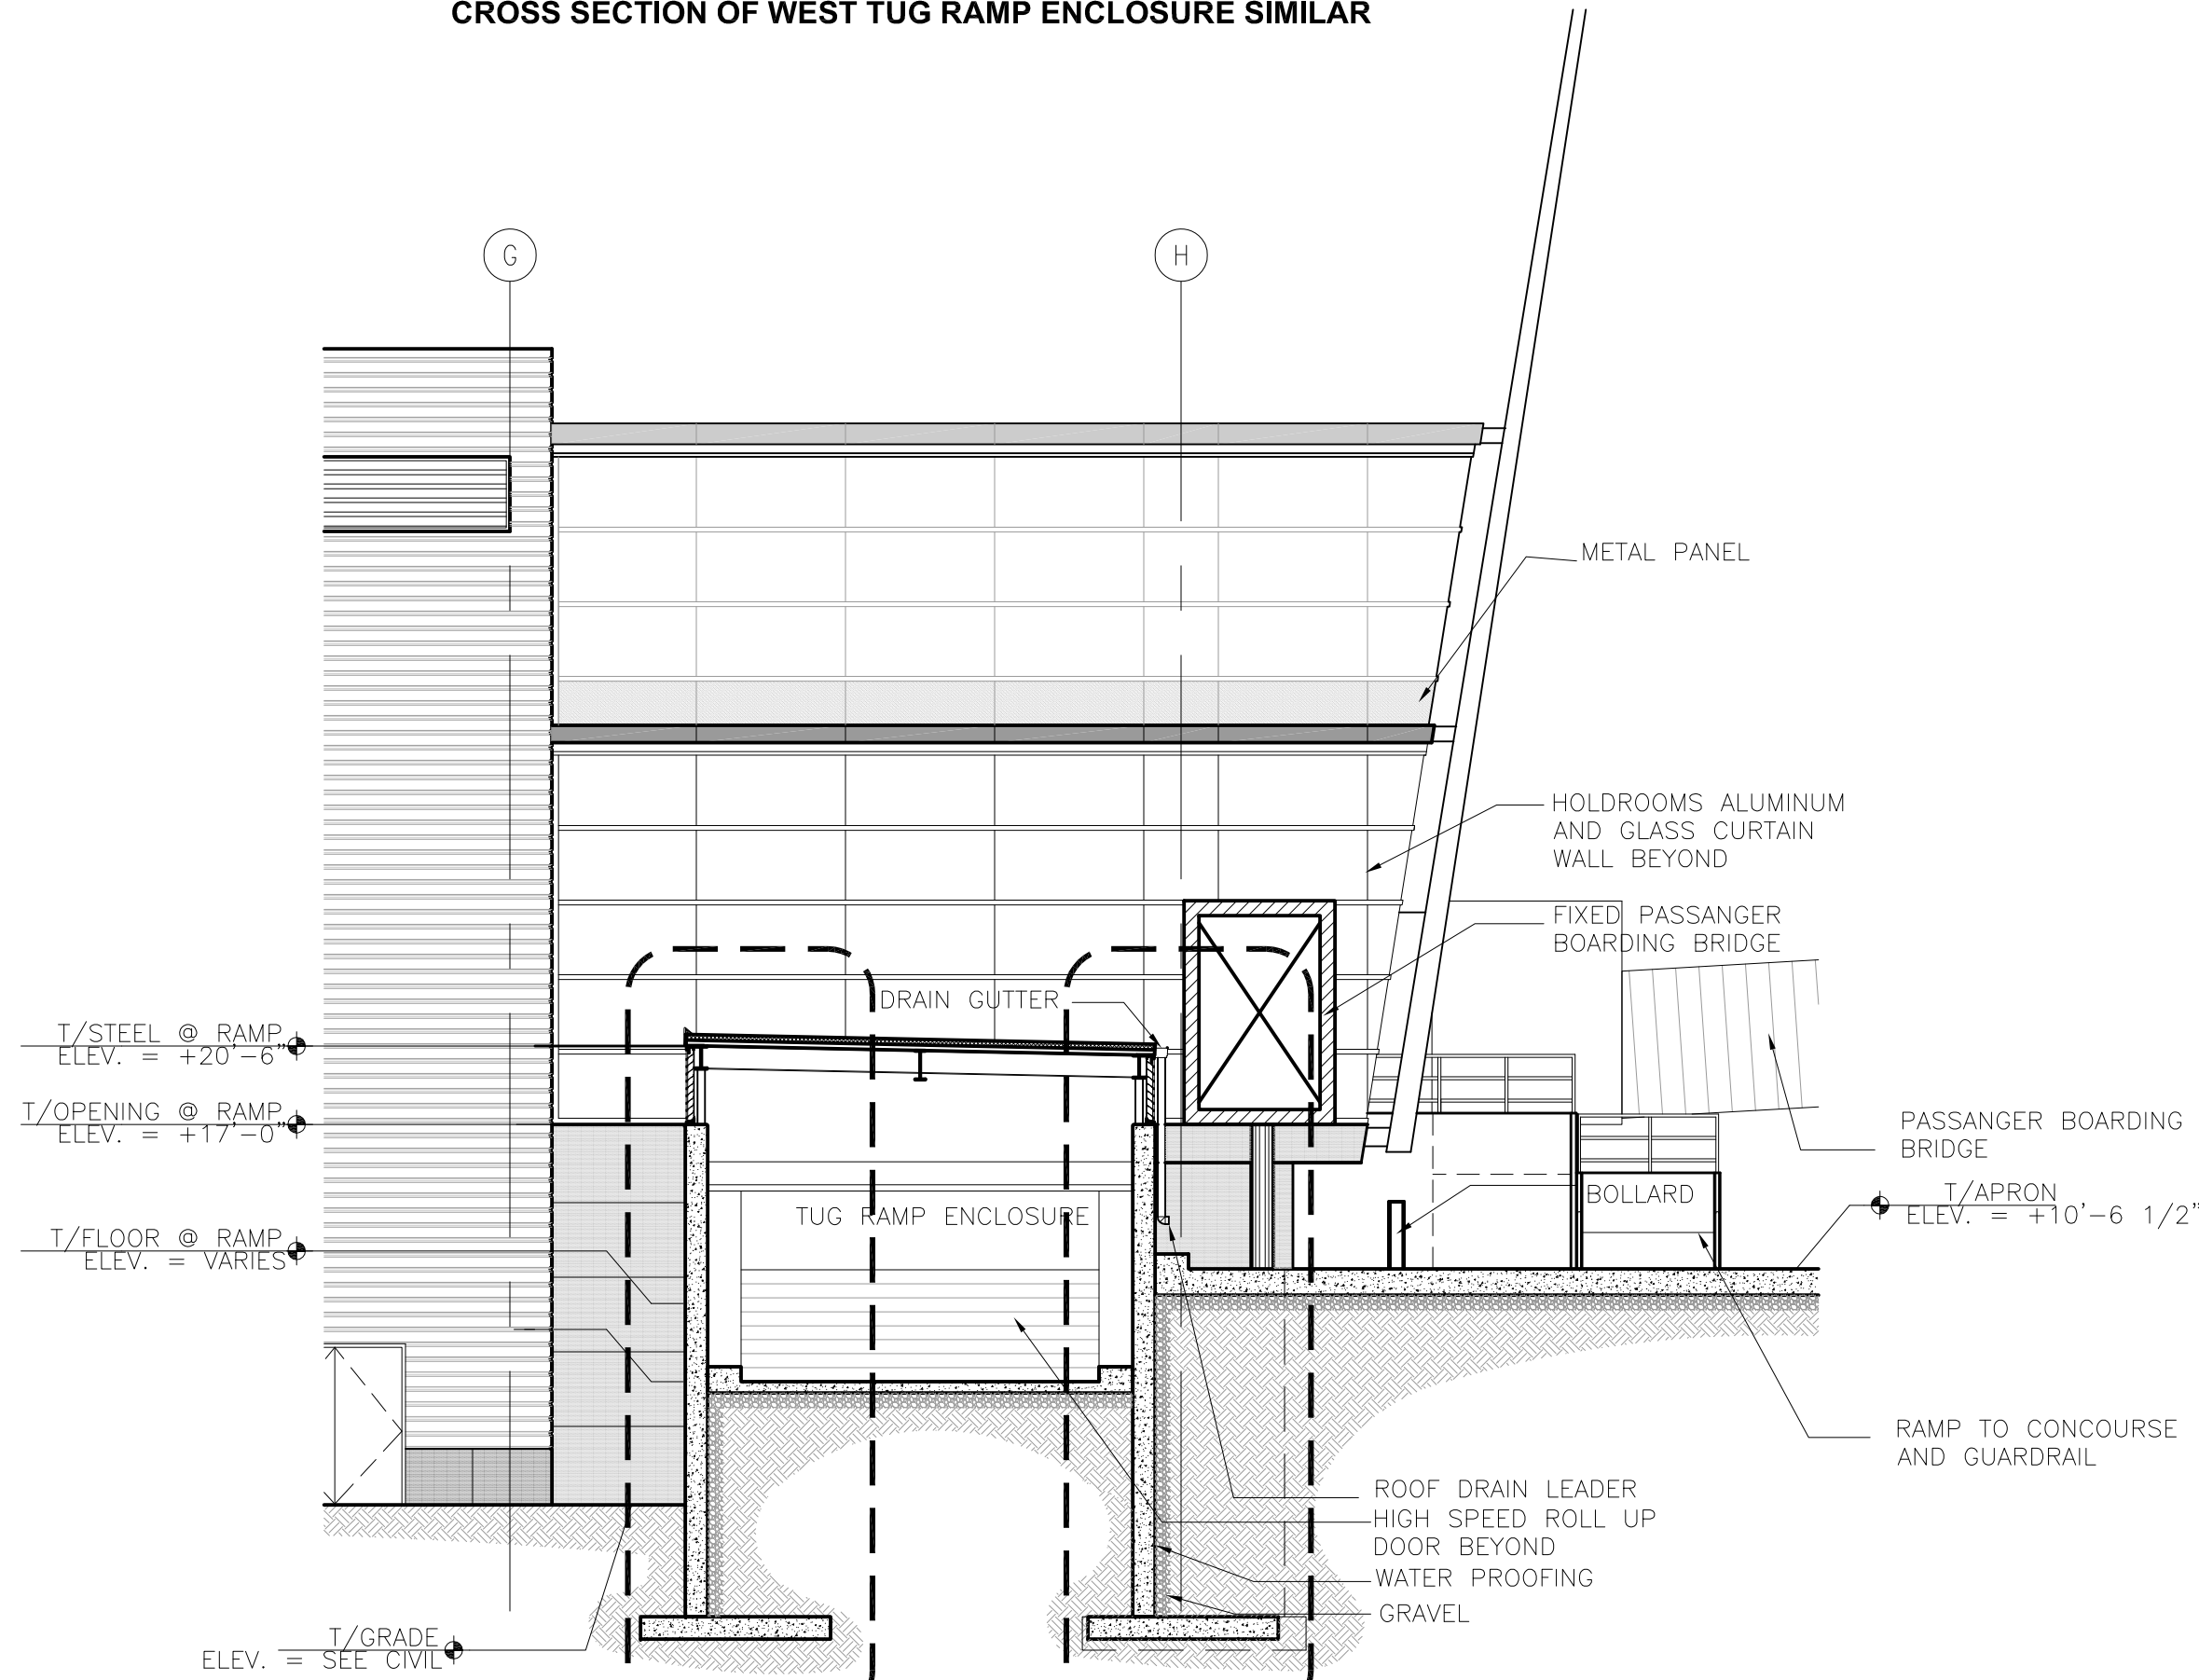 CROSS SECTION OF WEST TUG RAMP ENCLOSURE SIMILAR
G
H
METAL PANEL
HOLDROOMS ALUMINUM
AND GLASS CURTAIN
WALL BEYOND
FIXED PASSANGER
BOARDING BRIDGE
DRAIN GUTTER
T/STEEL @ RAMP
ELEV. = +20'-6"
T/OPENING @ RAMP
ELEV. = +17'-0"
PASSANGER BOARDING
BRIDGE
BOLLARD
T/APRON
ELEV. = +10'-6 1/2"
TUG RAMP ENCLOSURE
T/FLOOR @ RAMP
ELEV. = VARIES
RAMP TO CONCOURSE
AND GUARDRAIL
ROOF DRAIN LEADER
HIGH SPEED ROLL UP
DOOR BEYOND
WATER PROOFING
GRAVEL
T/GRADE
ELEV. = SEE CIVIL